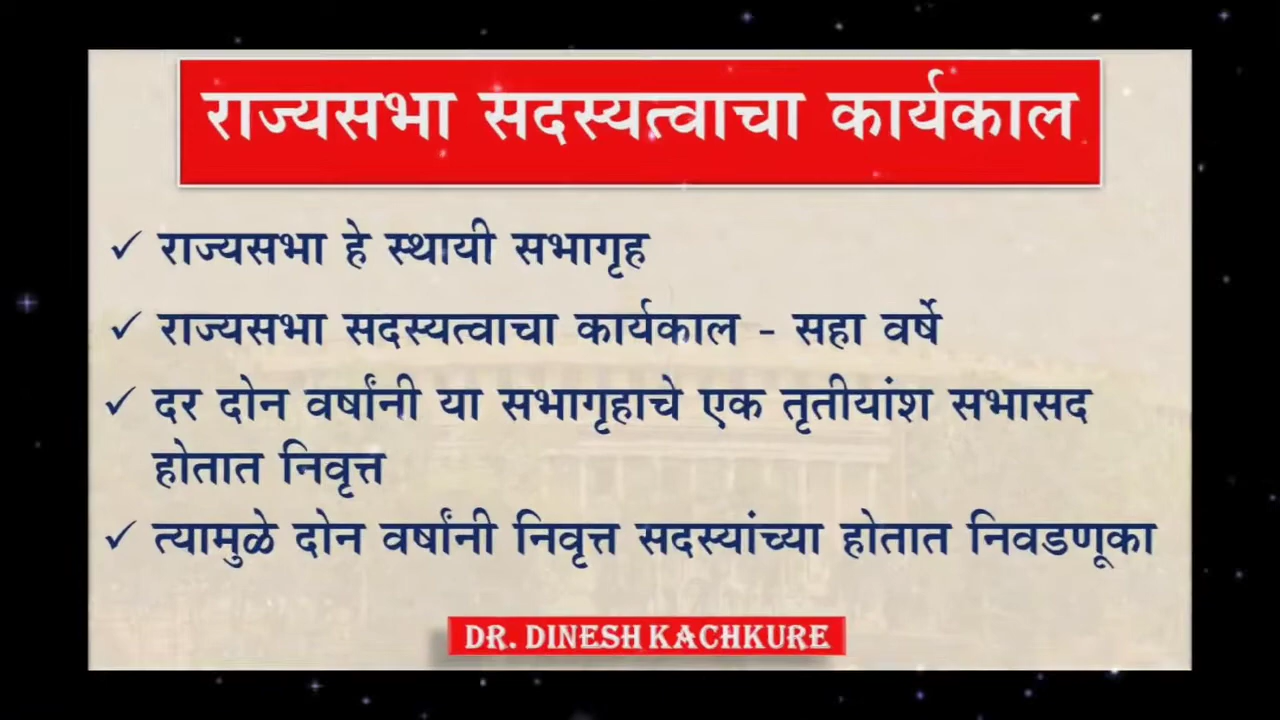 राज्यसभा सदस्यत्वाचा कार्यकाल
✓ राज्यसभा हे स्थायी सभागृह
✓ राज्यसभा सदस्यत्वाचा कार्यकाल - सहा वर्षे
✓ दर दोन वर्षांनी या सभागृहाचे एक तृतीयांश सभासद
होतात निवृत्त
✓ त्यामुळे दोन वर्षांनी निवृत्त सदस्यांच्या होतात निवडणूका
DR. DINESH KACHKURE